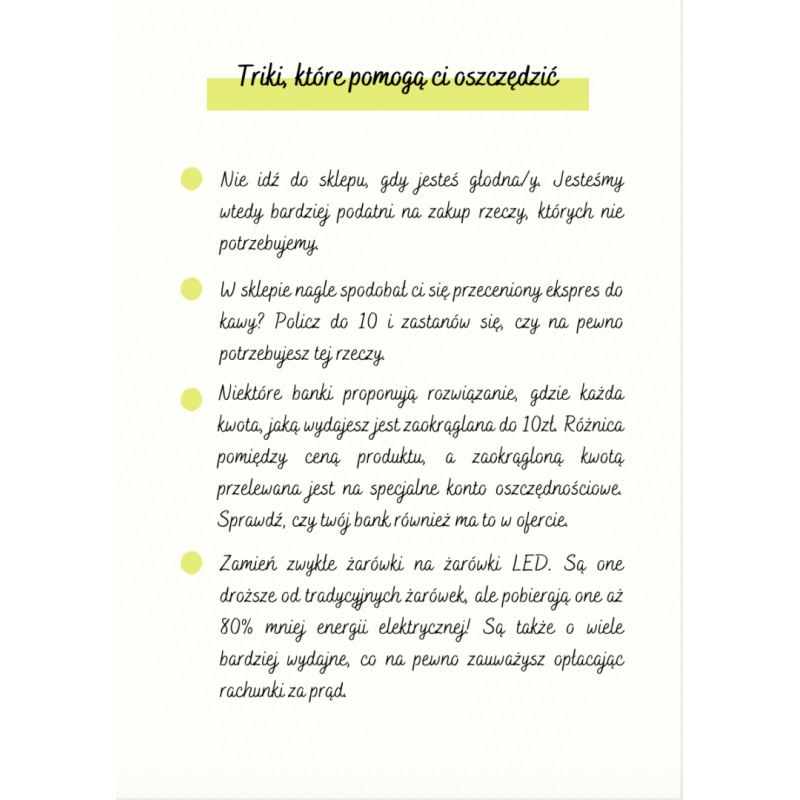 Triki, które pomogą ci oszczędzić
Nie idź do sklepu, gdy jesteś głodna/y. Jesteśmy
wtedy bardziej podatni na zakup rzeczy, których nie
potrzebujemy.
W sklepie nagle spodobał ci się przeceniony ekspres do
kawy? Policz do 10 i zastanów się, czy na pewno
potrzebujesz tej rzeczy.
Niektóre banki proponują rozwiązanie, gdzie każda
kwota, jaką wydajesz jest zaokrąglana do 10zł. Różnica
pomiędzy ceną produktu, a zaokrągloną kwotą
przelewana jest na specjalne konto oszczędnościowe.
Sprawdź, czy twój bank również ma to w ofercie.
Zamień zwykłe żarówki na żarówki LED. Są one
droższe od tradycyjnych żarówek, ale pobierają one aż
80% mniej energii elektrycznej! Są także o wiele
bardziej wydajne, co na pewno zauważysz opłacając
rachunki za prąd.